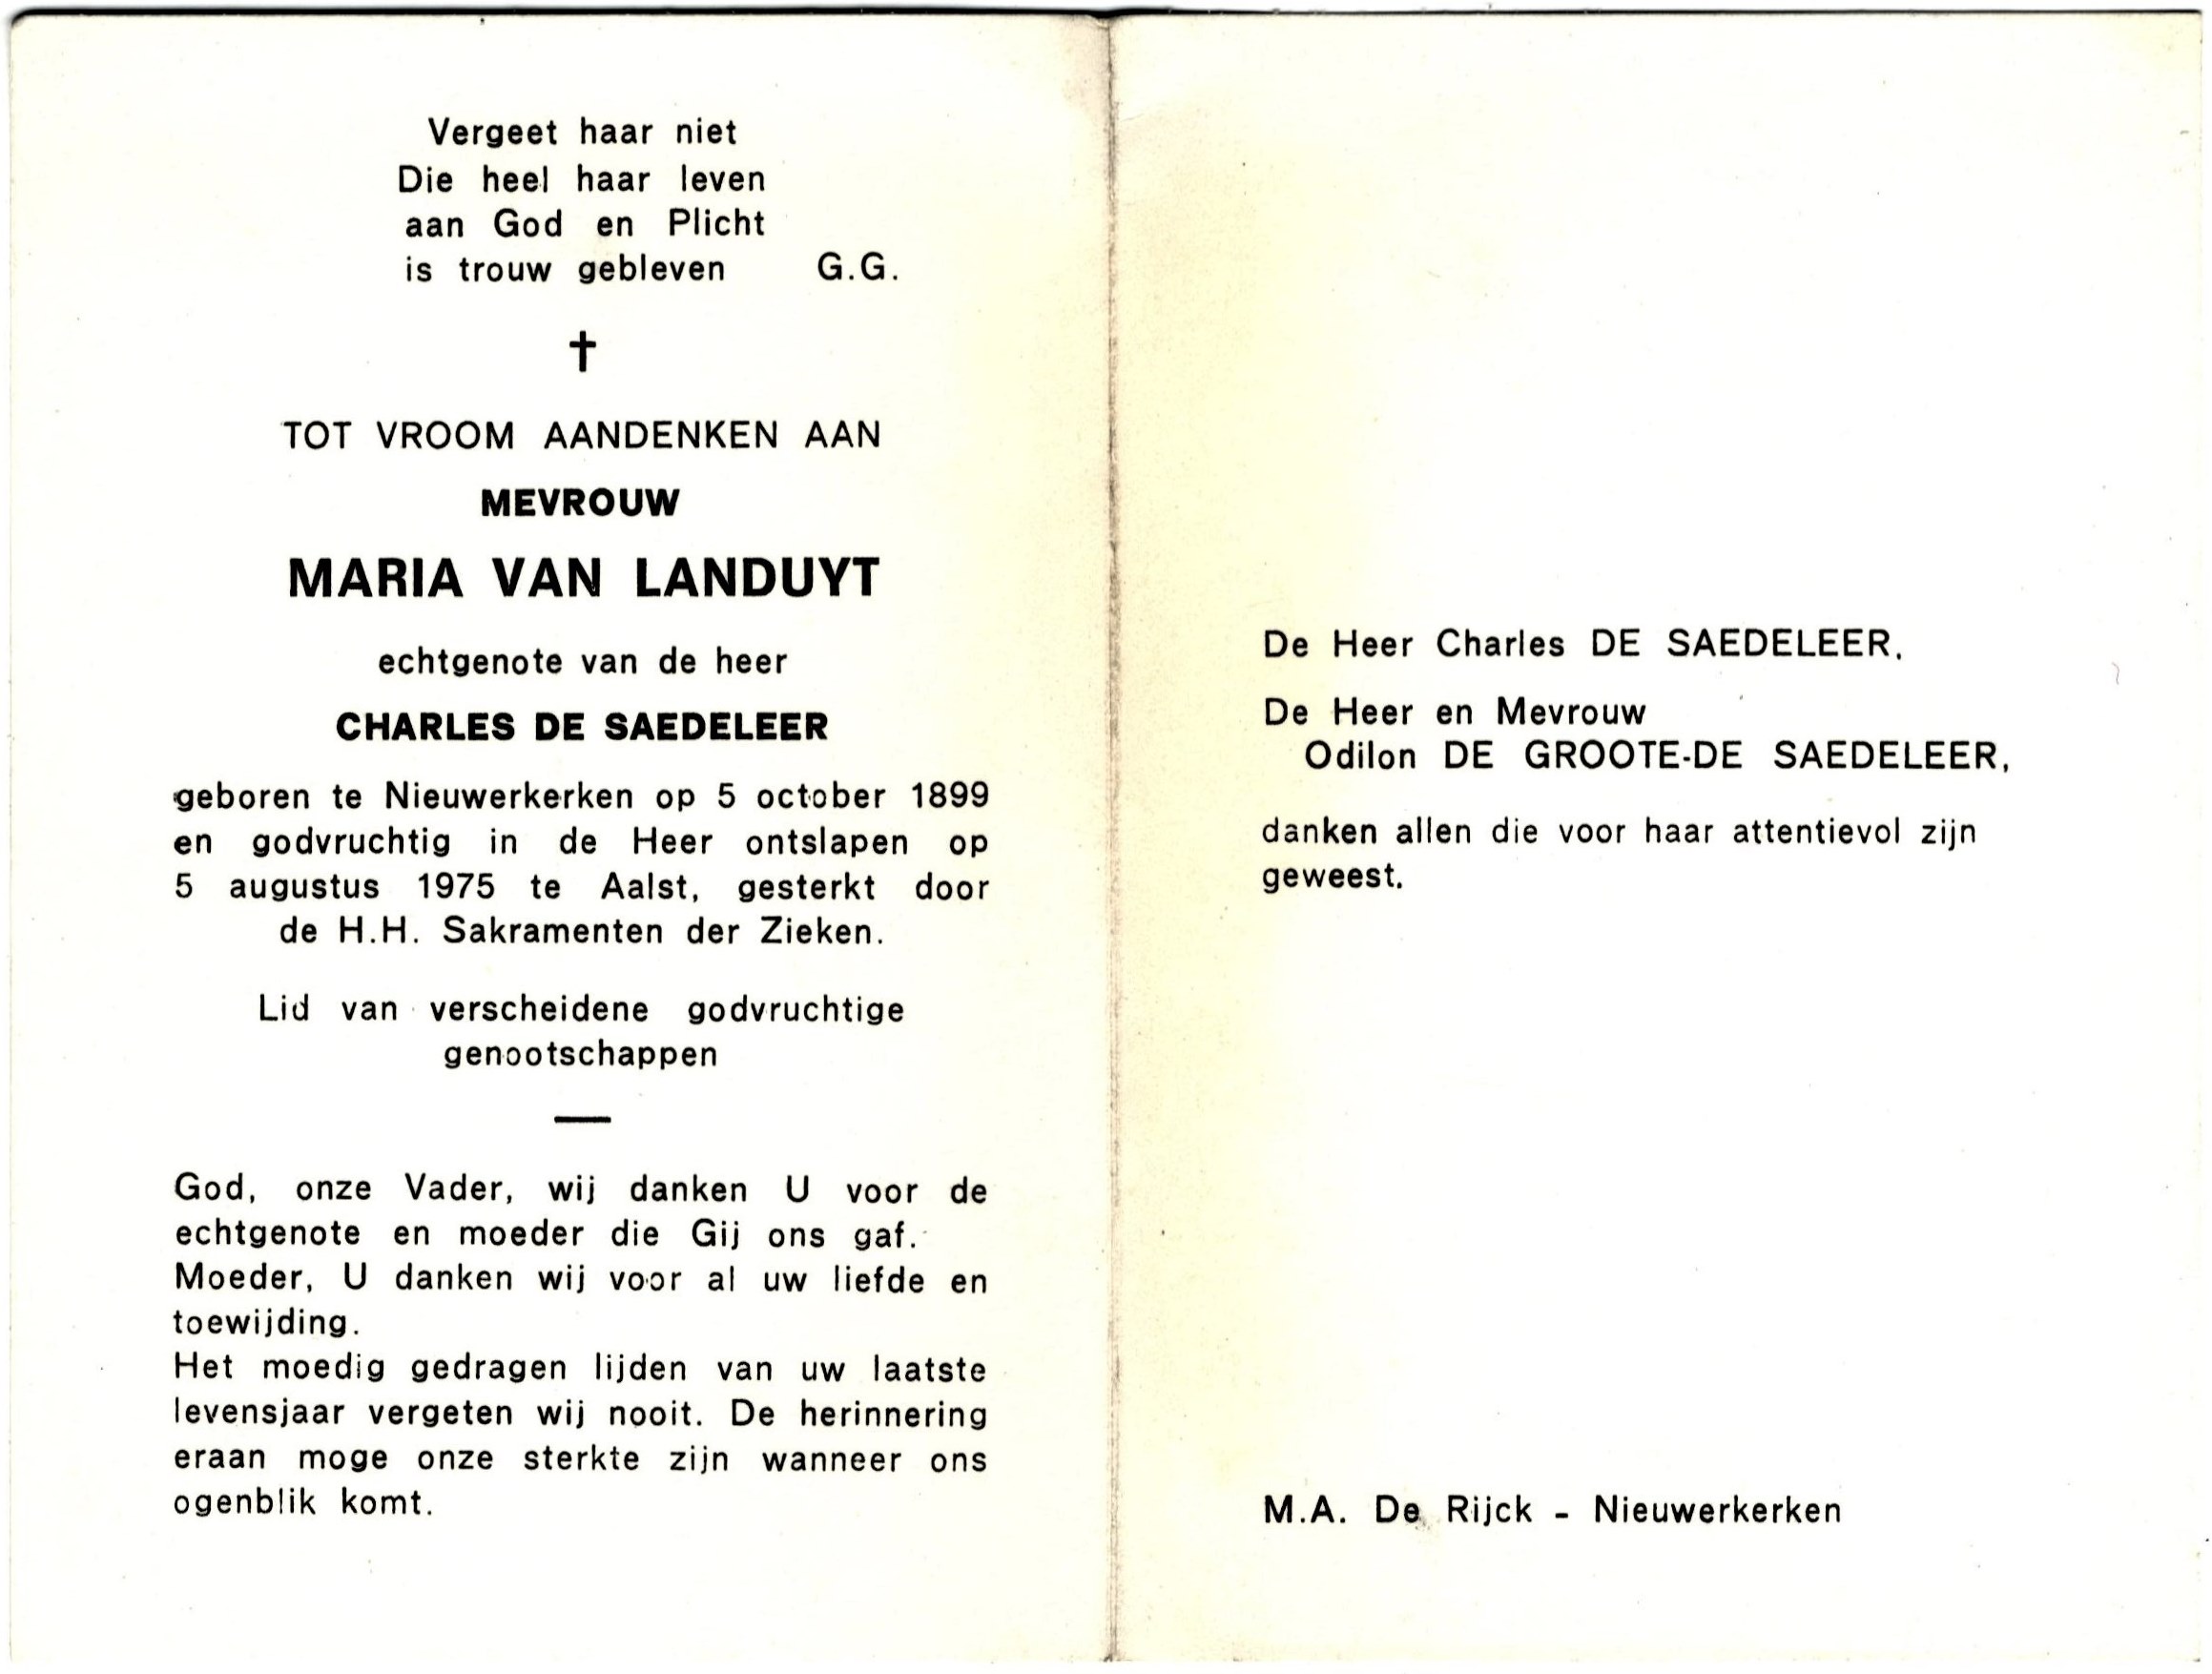 Vergeet haar niet
Die heel haar leven
aan God en Plicht
is trouw gebleven G.G.
✝
TOT VROOM AANDENKEN AAN
MEVROUW
MARIA VAN LANDUYT
echtgenote van de heer
CHARLES DE SAEDELEER
geboren te Nieuwerkerken op 5 october 1899
en godvruchtig in de Heer ontslapen op
5 augustus 1975 te Aalst, gesterkt door
de H.H. Sakramenten der Zieken.
Lid van verscheidene godvruchtige
genootschappen
God, onze Vader, wij danken U voor de
echtgenote en moeder die Gij ons gaf.
Moeder, U danken wij voor al uw liefde en
toewijding.
Het moedig gedragen lijden van uw laatste
levensjaar vergeten wij nooit. De herinnering
eraan moge onze sterkte zijn wanneer ons
ogenblik komt.
De Heer Charles DE SAEDELEER.
De Heer en Mevrouw
Odilon DE GROOTE-DE SAEDELEER,
danken allen die voor haar attentievol zijn
geweest.
M.A. De Rijck - Nieuwerkerken